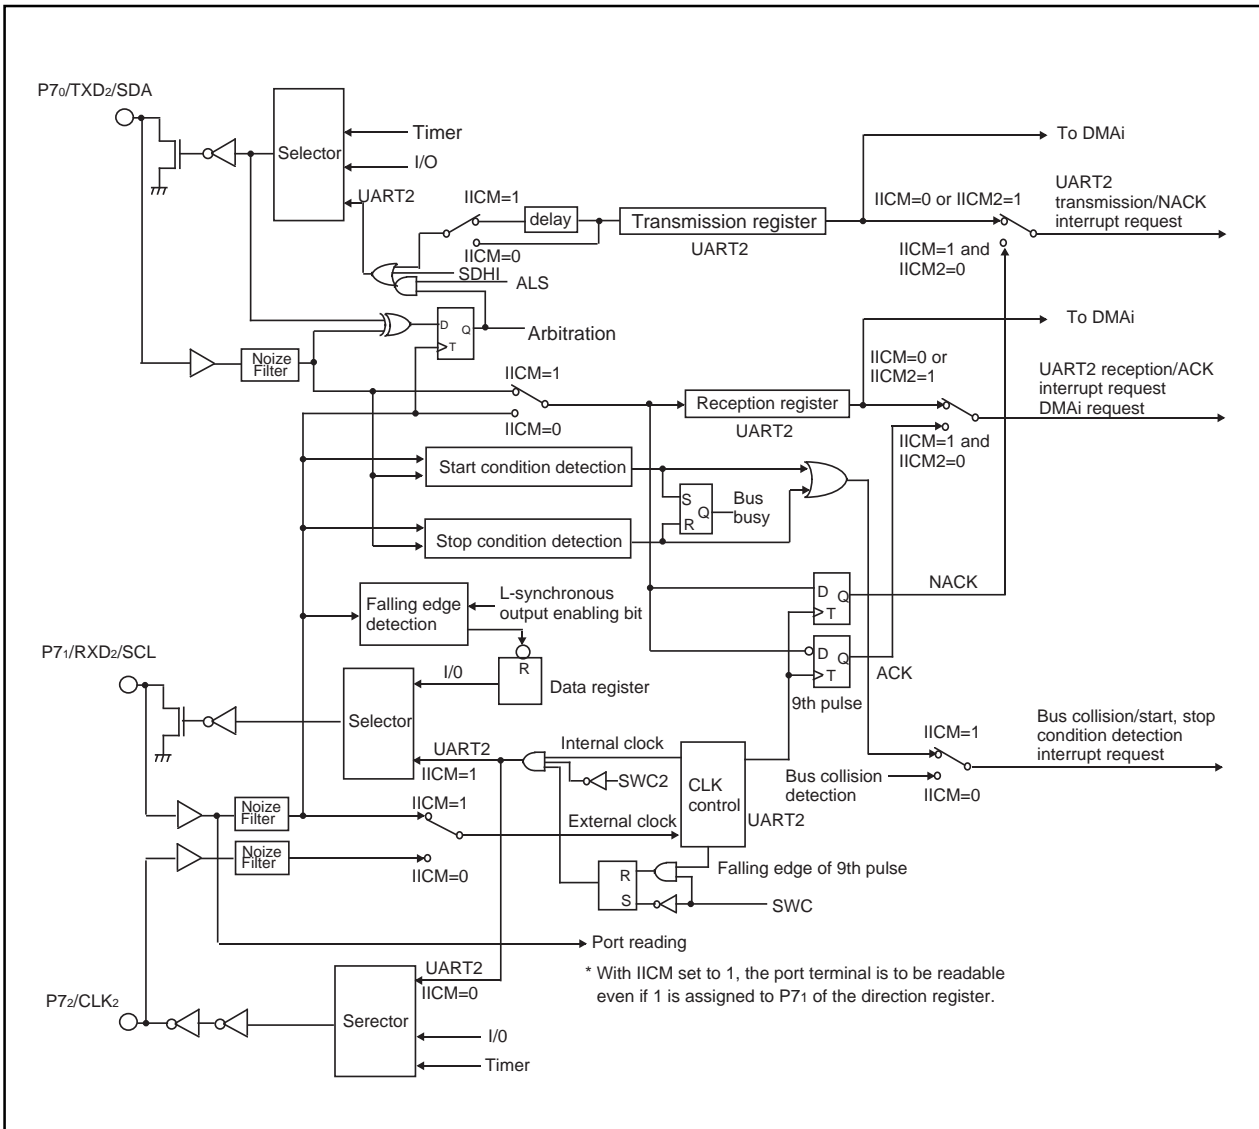 P70/TXD2/SDA
Selector
Timer
I/O
UART2
IICM=1
delay
IICM=0
SDHI
ALS
Transmission register
UART2
To DMAi
IICM=0 or IICM2=1
UART2
transmission/NACK
interrupt request
IICM=1 and
IICM2=0
D
Q
T
Arbitration
Noize
Filter
IICM=1
IICM=0
Reception register
UART2
To DMAi
IICM=0 or
IICM2=1
UART2 reception/ACK
interrupt request
DMAi request
IICM=1 and
IICM2=0
Start condition detection
S
Q
R
Bus
busy
Stop condition detection
NACK
D
Q
T
D
Q
T
ACK
9th pulse
Falling edge
detection
L-synchronous
output enabling bit
R
Data register
P71/RXD2/SCL
I/0
Selector
UART2
IICM=1
Internal clock
SWC2
CLK
control
UART2
External clock
Noize
Filter
IICM=1
Noize
Filter
IICM=0
Bus collision
detection
IICM=1
IICM=0
Bus collision/start, stop
condition detection
interrupt request
R
S
Falling edge of 9th pulse
SWC
Port reading
* With IICM set to 1, the port terminal is to be readable
even if 1 is assigned to P71 of the direction register.
P72/CLK2
Serector
UART2
IICM=0
I/0
Timer